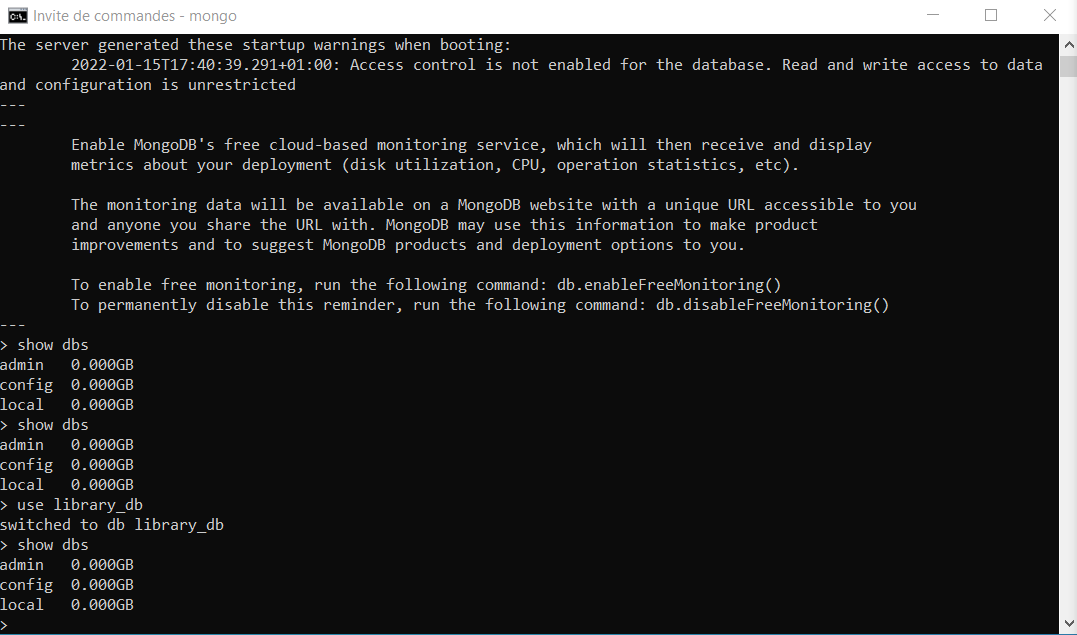 Invite de commandes - mongo
The server generated these startup warnings when booting:
        2022-01-15T17:40:39.291+01:00: Access control is not enabled for the database. Read and write access to data
and configuration is unrestricted
---
---
        Enable MongoDB's free cloud-based monitoring service, which will then receive and display
        metrics about your deployment (disk utilization, CPU, operation statistics, etc).

        The monitoring data will be available on a MongoDB website with a unique URL accessible to you
        and anyone you share the URL with. MongoDB may use this information to make product
        improvements and to suggest MongoDB products and deployment options to you.

        To enable free monitoring, run the following command: db.enableFreeMonitoring()
        To permanently disable this reminder, run the following command: db.disableFreeMonitoring()
---
> show dbs
admin   0.000GB
config  0.000GB
local   0.000GB
> show dbs
admin   0.000GB
config  0.000GB
local   0.000GB
> use library_db
switched to db library_db
> show dbs
admin   0.000GB
config  0.000GB
local   0.000GB
>